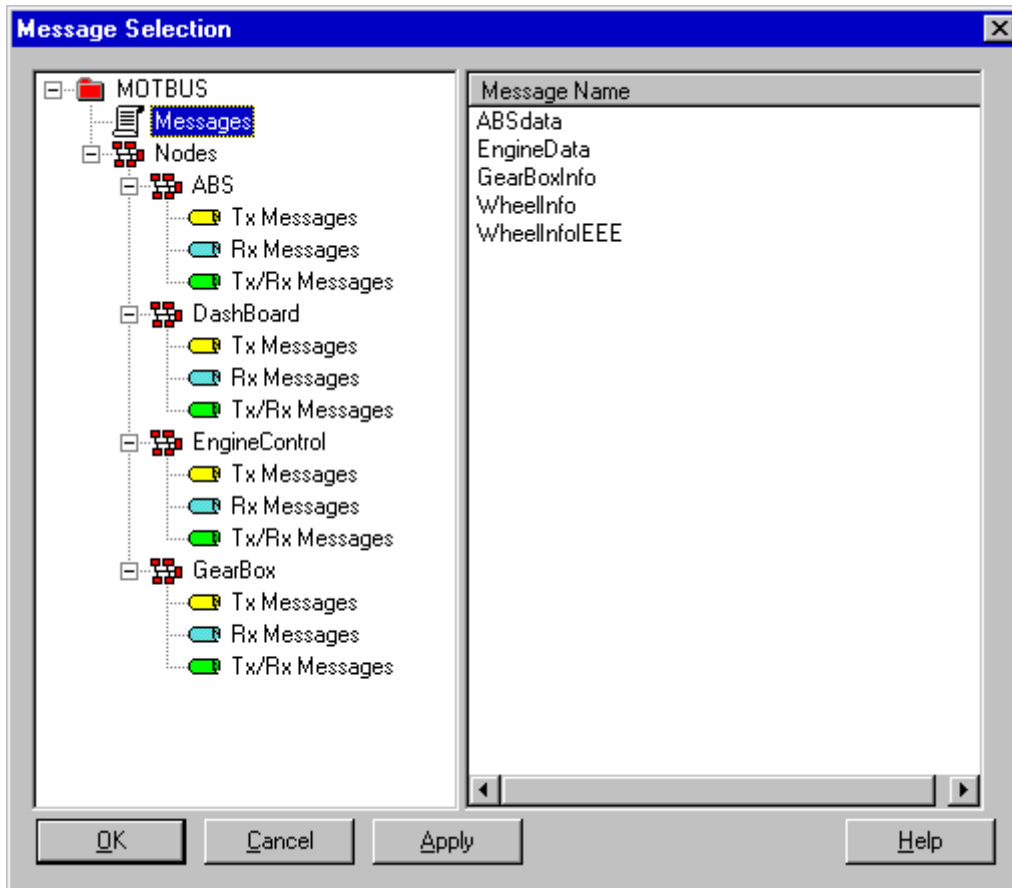 Message Selection
MOTBUS
Messages
Nodes
ABS
Tx Messages
Rx Messages
Tx/Rx Messages
DashBoard
Tx Messages
Rx Messages
Tx/Rx Messages
EngineControl
Tx Messages
Rx Messages
Tx/Rx Messages
GearBox
Tx Messages
Rx Messages
Tx/Rx Messages
Message Name
ABSdata
EngineData
GearBoxInfo
WheelInfo
WheelInfoIEEE
OK Cancel Apply Help